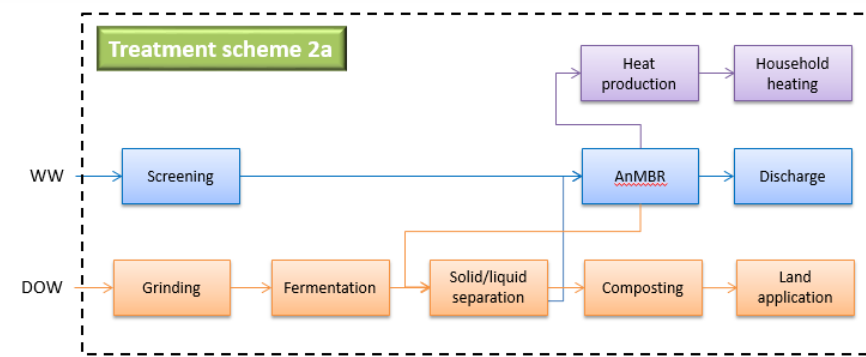 Treatment scheme 2a
Heat
production
Household
heating
WW
Screening
AnMBR
Discharge
DOW
Grinding
Fermentation
Solid/liquid
separation
Composting
Land
application